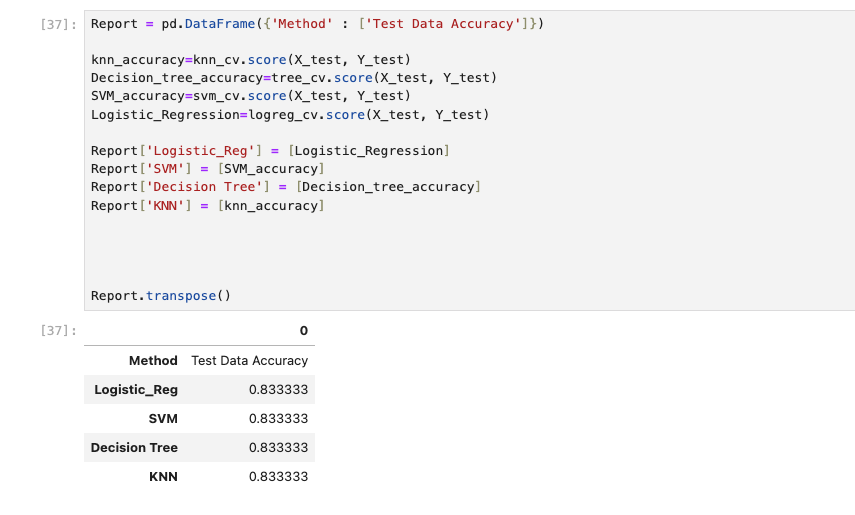 [37]: Report = pd.DataFrame({'Method' : ['Test Data Accuracy']})
knn_accuracy=knn_cv.score(X_test, Y_test)
Decision_tree_accuracy=tree_cv.score(X_test, Y_test)
SVM_accuracy=svm_cv.score(X_test, Y_test)
Logistic_Regression=logreg_cv.score(X_test, Y_test)
Report['Logistic_Reg'] = [Logistic_Regression]
Report['SVM'] = [SVM_accuracy]
Report['Decision Tree'] = [Decision_tree_accuracy]
Report['KNN'] = [knn_accuracy]
Report.transpose()
[37]: 0
Method Test Data Accuracy
Logistic_Reg 0.833333
SVM 0.833333
Decision Tree 0.833333
KNN 0.833333